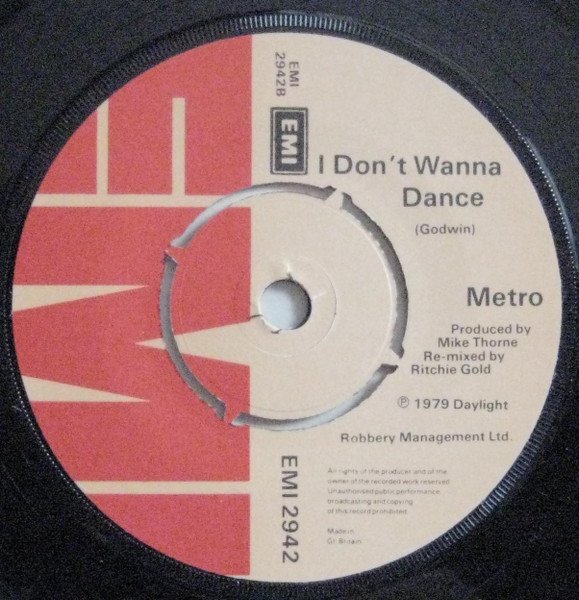 EMI
2942B
EMI
I Don't Wanna
Dance
(Godwin)
Metro
Produced by
Mike Thorne
Re-mixed by
Ritchie Gold
℗ 1979 Daylight
Robbery Management Ltd.
All rights of the producer and of the
owner of the recorded work reserved
Unauthorised public performance
broadcasting and copying
of this record prohibited
Made in
Gt. Britain
EMI 2942
EMI